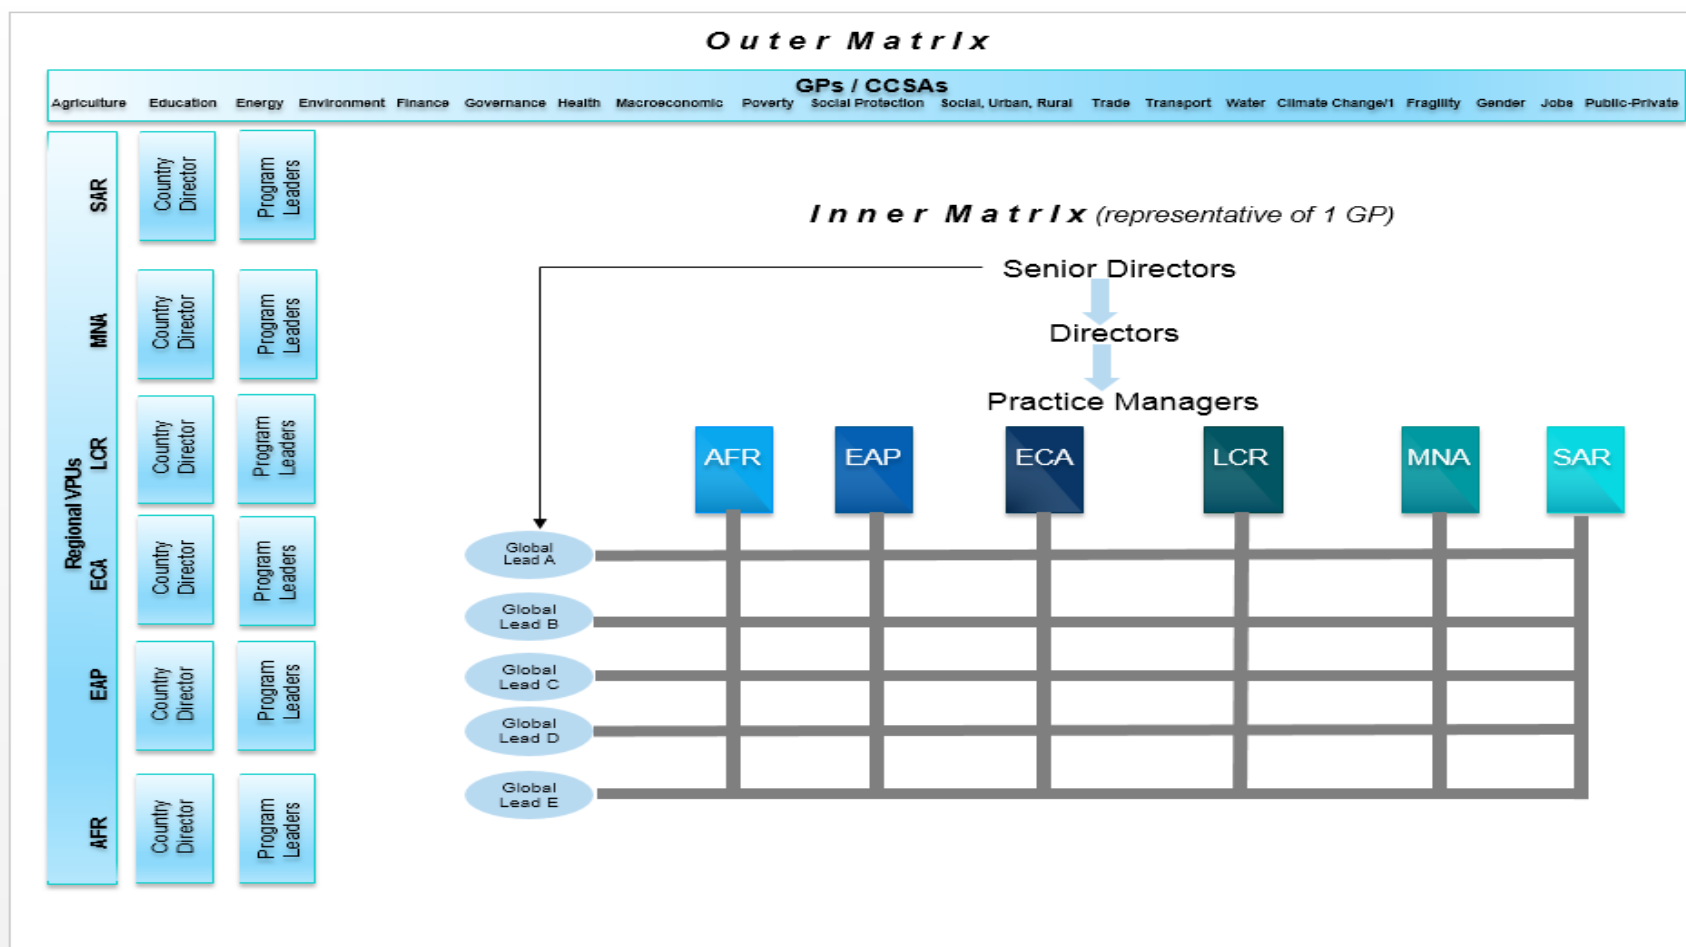 Outer MatrIx
GPs / CCSAs
Agriculture Education Energy Environment Finance Governance Health Macroeconomic Poverty Social Protection Social, Urban, Rural Trade Transport Water Climate Change/1 Fragility Gender Jobs Public-Private
Regional VPUs
SAR
Country
Director
Program
Leaders
MNA
Country
Director
Program
Leaders
LCR
Country
Director
Program
Leaders
ECA
Country
Director
Program
Leaders
EAP
Country
Director
Program
Leaders
AFR
Country
Director
Program
Leaders
Inner MatrIx (representative of 1 GP)
Senior Directors
Directors
Practice Managers
AFR EAP ECA LCR MNA SAR
Global
Lead A
Global
Lead B
Global
Lead C
Global
Lead D
Global
Lead E